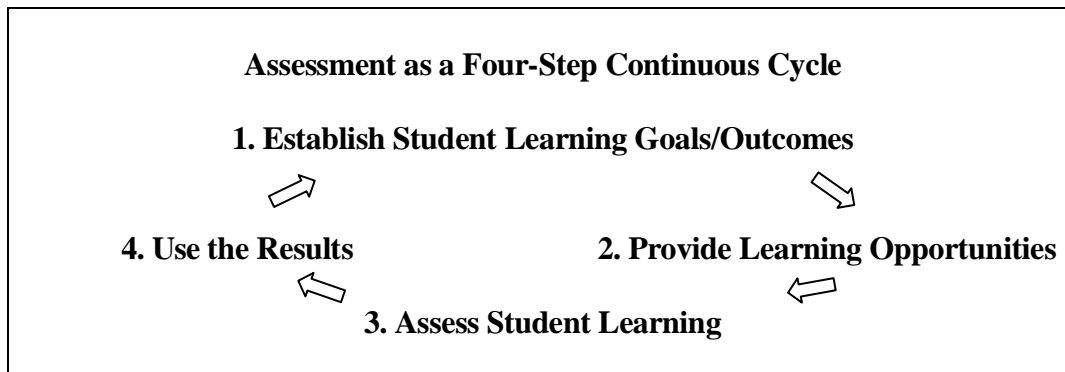 Assessment as a Four-Step Continuous Cycle
1. Establish Student Learning Goals/Outcomes
4. Use the Results
2. Provide Learning Opportunities
3. Assess Student Learning